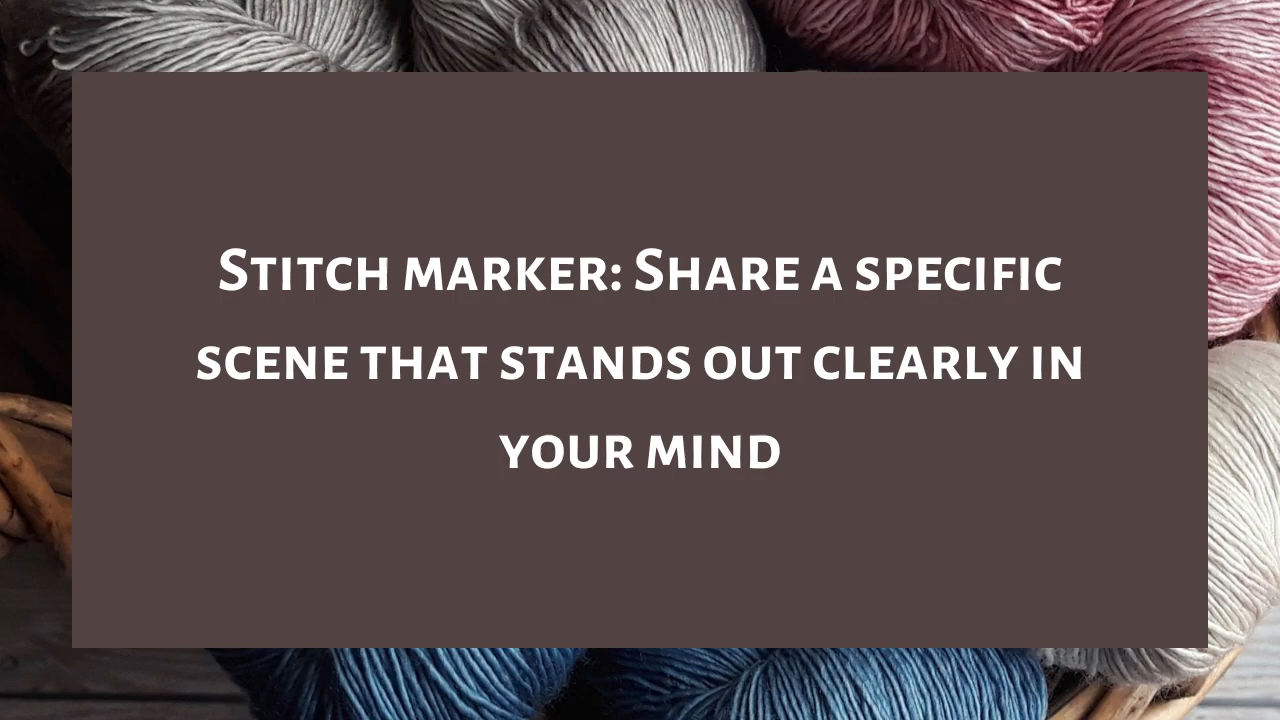 Stitch marker: Share a specific
scene that stands out clearly in
your mind